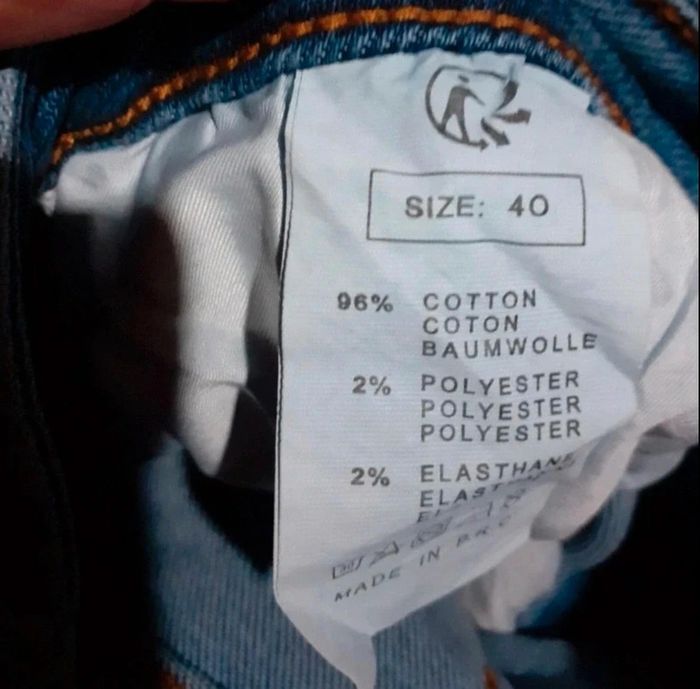 SIZE: 40
96% COTTON
COTON
BAUMWOLLE
2% POLYESTER
POLYESTER
POLYESTER
2% ELASTHANE
MADE IN